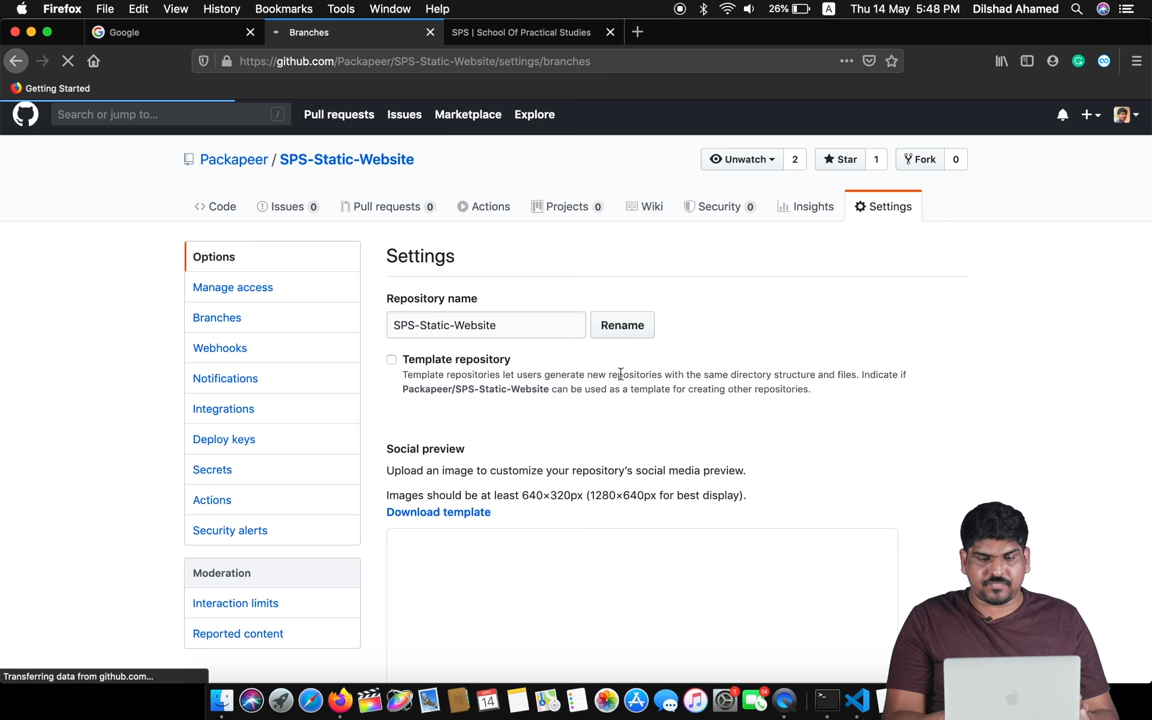 Firefox File Edit View History Bookmarks Tools Window Help 26% A Thu 14 May 5:48 PM Dilshad Ahamed
Google Branches SPS | School Of Practical Studies
https://github.com/Packapeer/SPS-Static-Website/settings/branches
Getting Started
Search or jump to... / Pull requests Issues Marketplace Explore
Packapeer / SPS-Static-Website Unwatch 2 Star 1 Fork 0
Code Issues 0 Pull requests 0 Actions Projects 0 Wiki Security 0 Insights Settings
Options
Manage access
Branches
Webhooks
Notifications
Integrations
Deploy keys
Secrets
Actions
Security alerts
Moderation
Interaction limits
Reported content
Settings
Repository name
SPS-Static-Website Rename
Template repository
Template repositories let users generate new repositories with the same directory structure and files. Indicate if
Packapeer/SPS-Static-Website can be used as a template for creating other repositories.
Social preview
Upload an image to customize your repository's social media preview.
Images should be at least 640×320px (1280×640px for best display).
Download template
Transferring data from github.com...